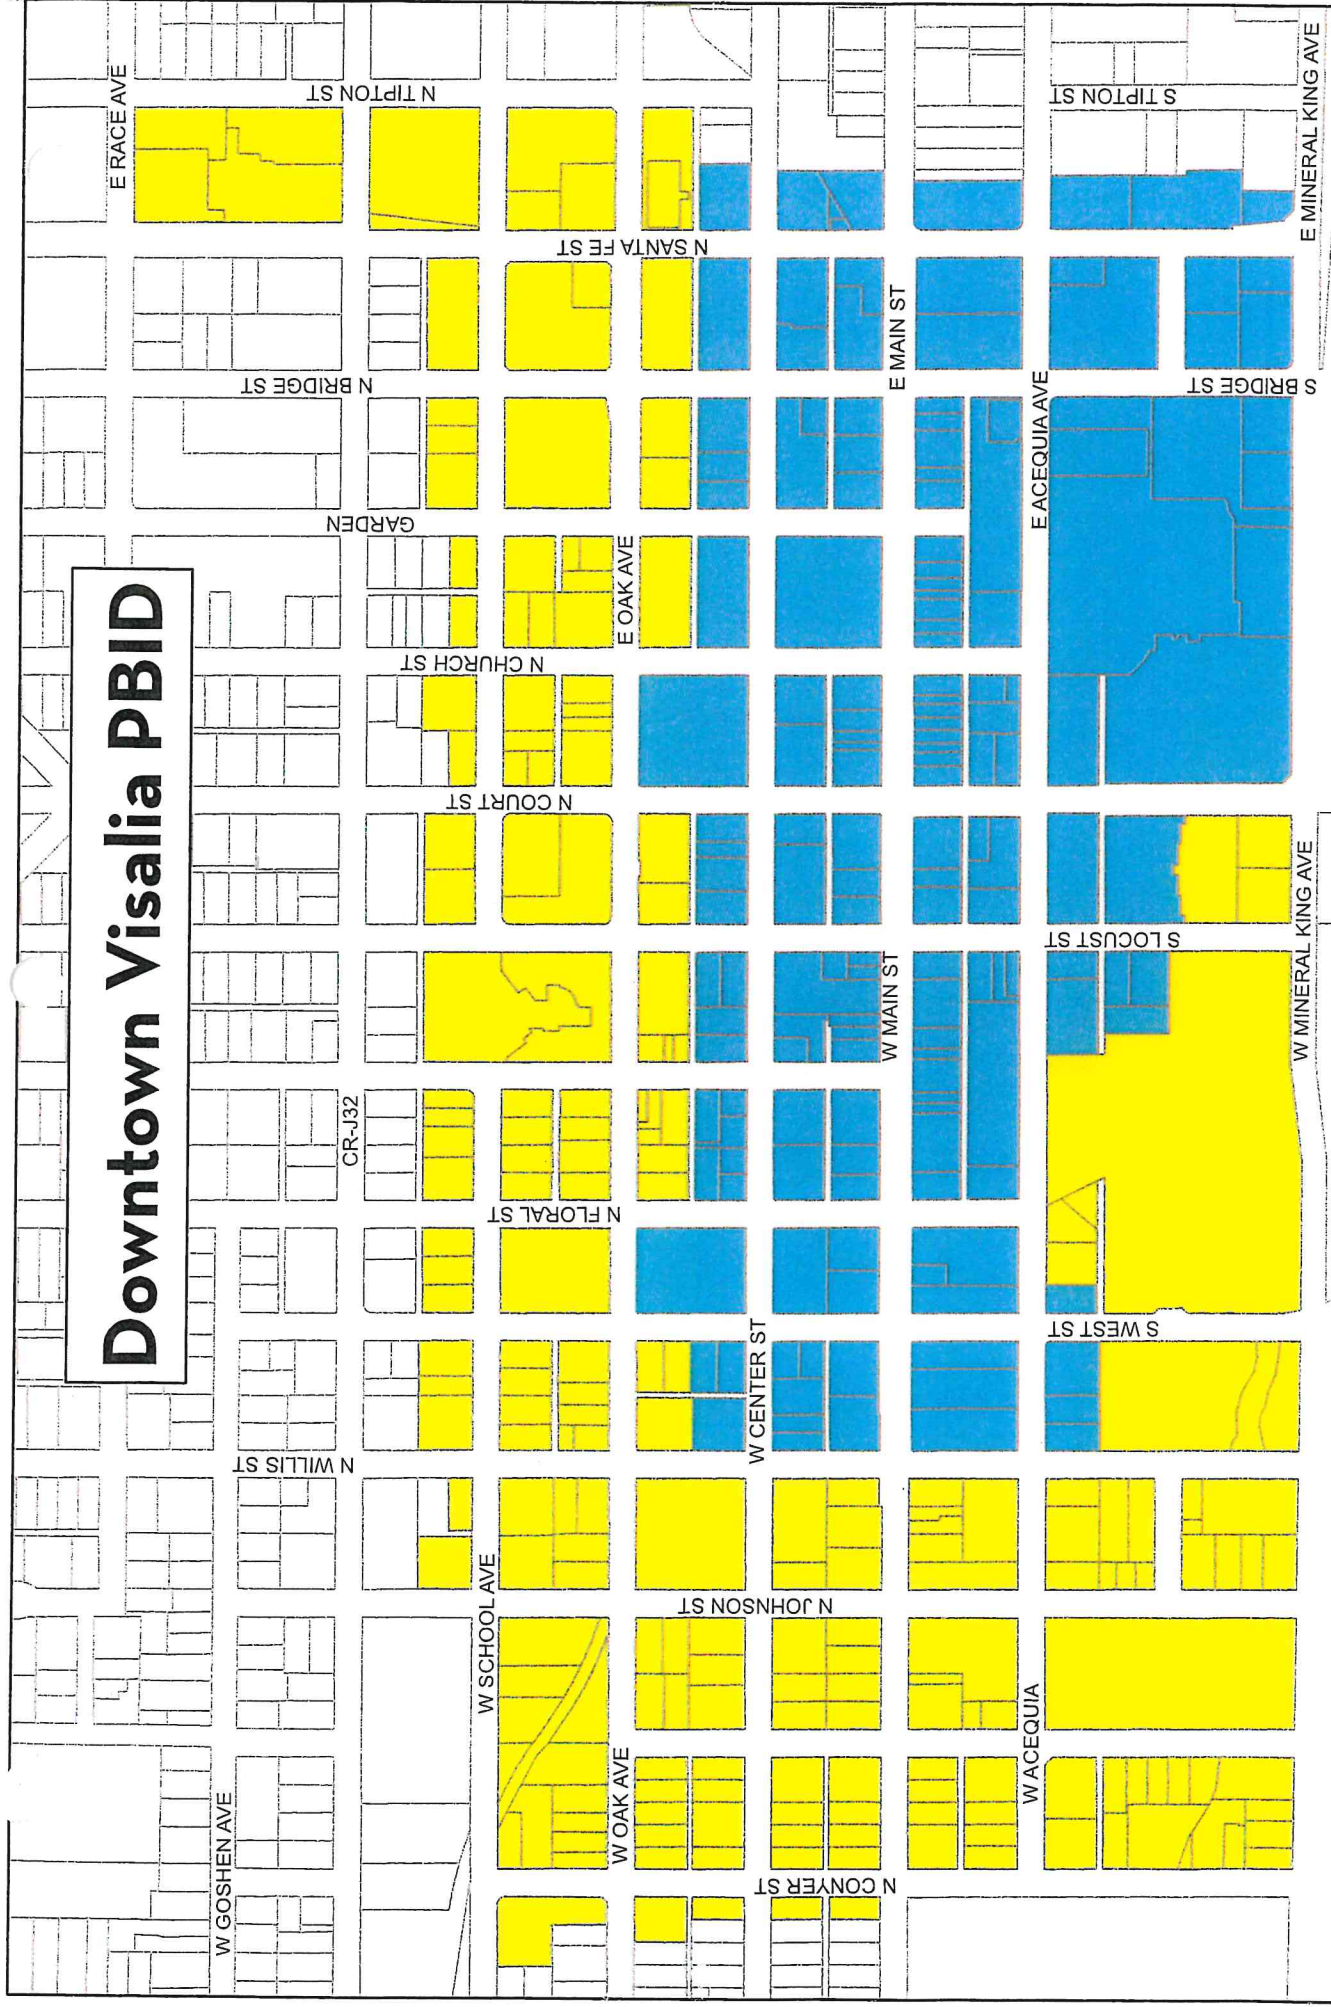 Downtown Visalia PBID
E RACE AVE
N TIPTON ST
S TIPTON ST
E MINERAL KING AVE
N SANTA FE ST
E MAIN ST
N BRIDGE ST
S BRIDGE ST
E ACEQUIA AVE
GARDEN
E OAK AVE
N CHURCH ST
N COURT ST
S LOCUST ST
W MINERAL KING AVE
W MAIN ST
CR-J32
N FLORAL ST
W CENTER ST
S WEST ST
N WILLIS ST
W SCHOOL AVE
N JOHNSON ST
W OAK AVE
W ACEQUIA
W GOSHEN AVE
N CONYER ST